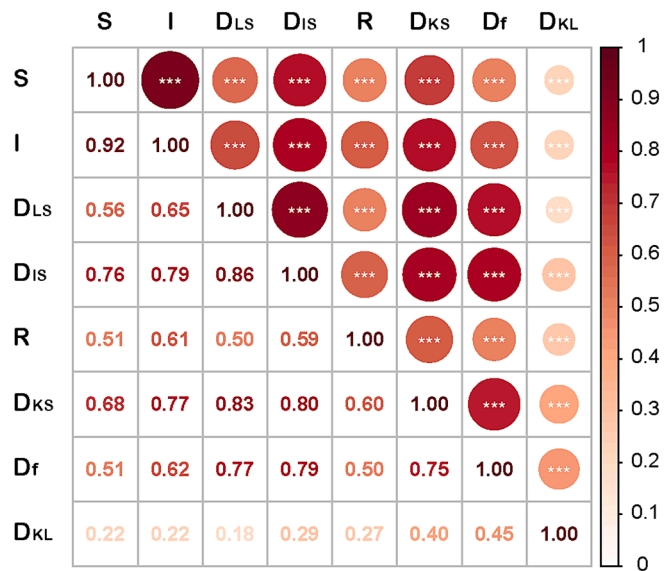 S I DLS DIS R DKS Df DKL
S 1.00 *** *** *** *** *** *** ***
I 0.92 1.00 *** *** *** *** *** ***
DLS 0.56 0.65 1.00 *** *** *** *** ***
DIS 0.76 0.79 0.86 1.00 *** *** *** ***
R 0.51 0.61 0.50 0.59 1.00 *** *** ***
DKS 0.68 0.77 0.83 0.80 0.60 1.00 *** ***
Df 0.51 0.62 0.77 0.79 0.50 0.75 1.00 ***
DKL 0.22 0.22 0.18 0.29 0.27 0.40 0.45 1.00
1
0.9
0.8
0.7
0.6
0.5
0.4
0.3
0.2
0.1
0